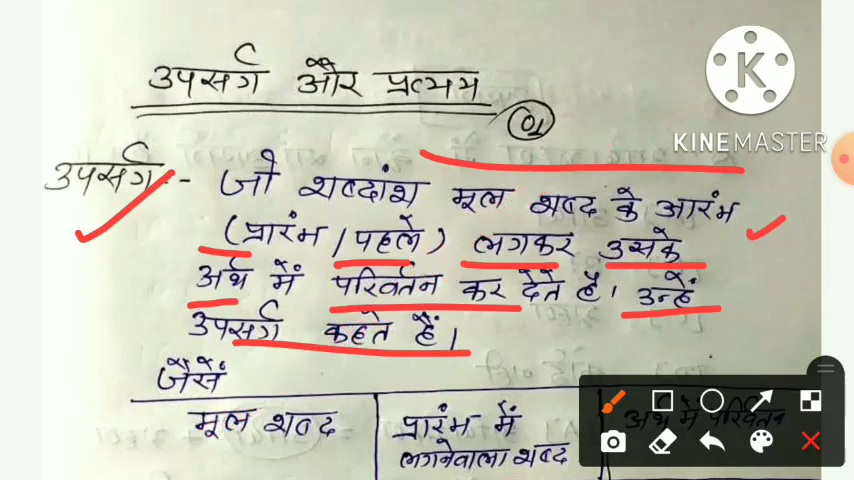 उपसर्ग और प्रत्यय
01
K
KINEMASTER
उपसर्ग :- जो शब्दांश मूल शब्द के आरंभ
(प्रारंभ / पहले) लगकर उसके
अर्थ में परिवर्तन कर देते हैं। उन्हें
उपसर्ग कहते हैं।
जैसें
मूल शब्द
प्रारंभ में
लगनेवाला शब्द
अर्थ में परिवर्तन